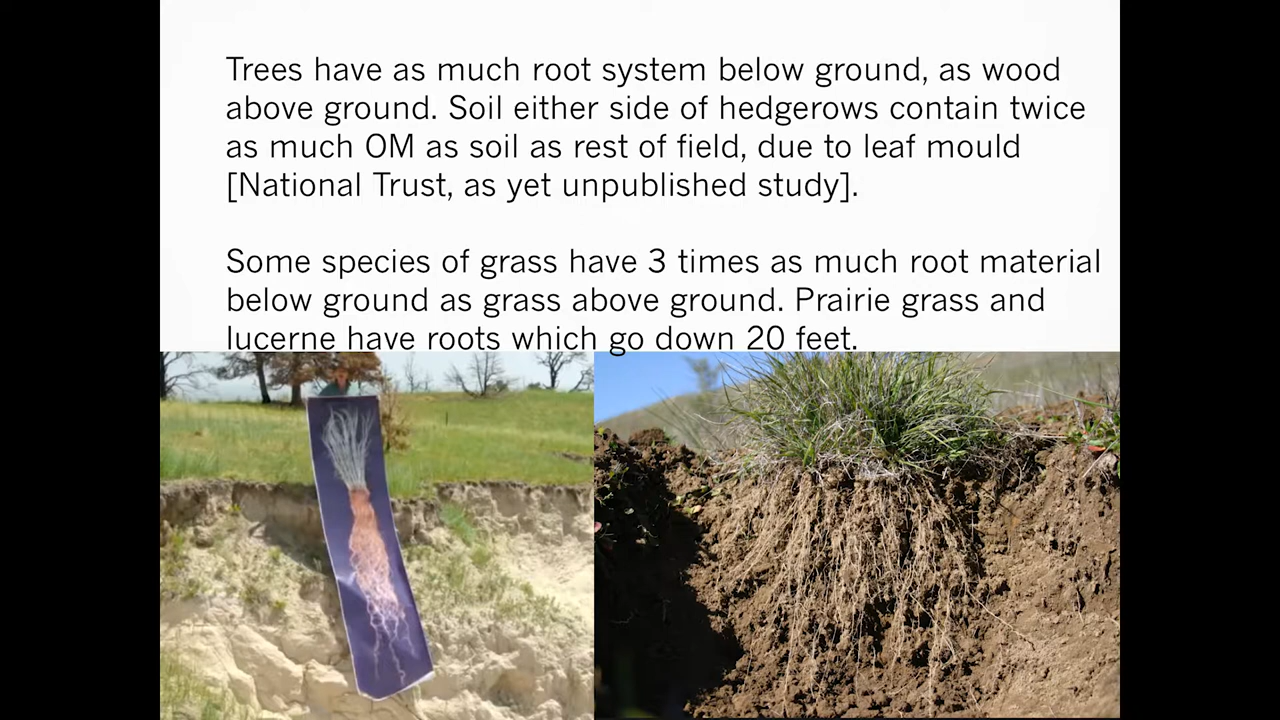 Trees have as much root system below ground, as wood
above ground. Soil either side of hedgerows contain twice
as much OM as soil as rest of field, due to leaf mould
[National Trust, as yet unpublished study].
Some species of grass have 3 times as much root material
below ground as grass above ground. Prairie grass and
lucerne have roots which go down 20 feet.